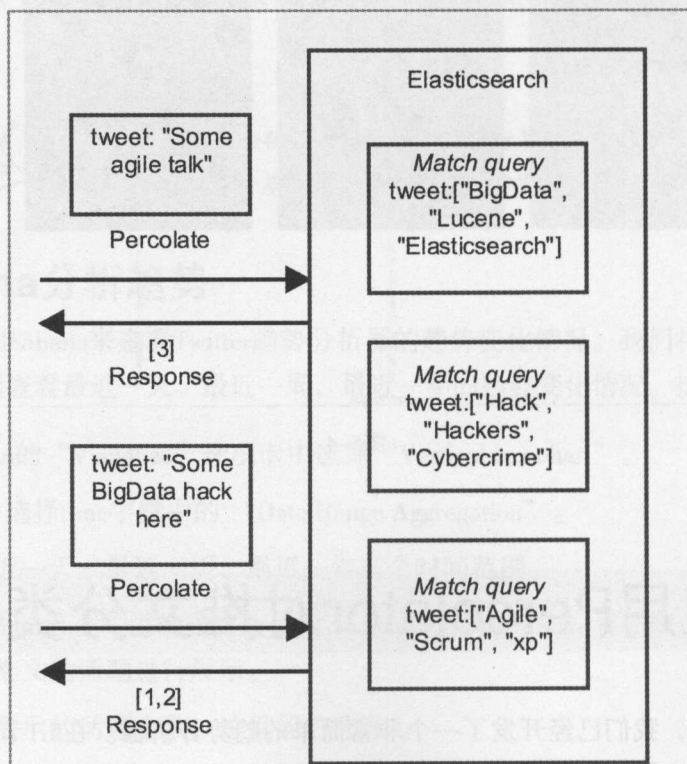 Elasticsearch
tweet: "Some
agile talk"
Percolate
Match query
tweet:["BigData",
"Lucene",
"Elasticsearch"]
[3]
Response
Match query
tweet:["Hack",
"Hackers",
"Cybercrime"]
tweet: "Some
BigData hack
here"
Percolate
Match query
tweet:["Agile"
"Scrum", "xp"]
[1,2]
Response